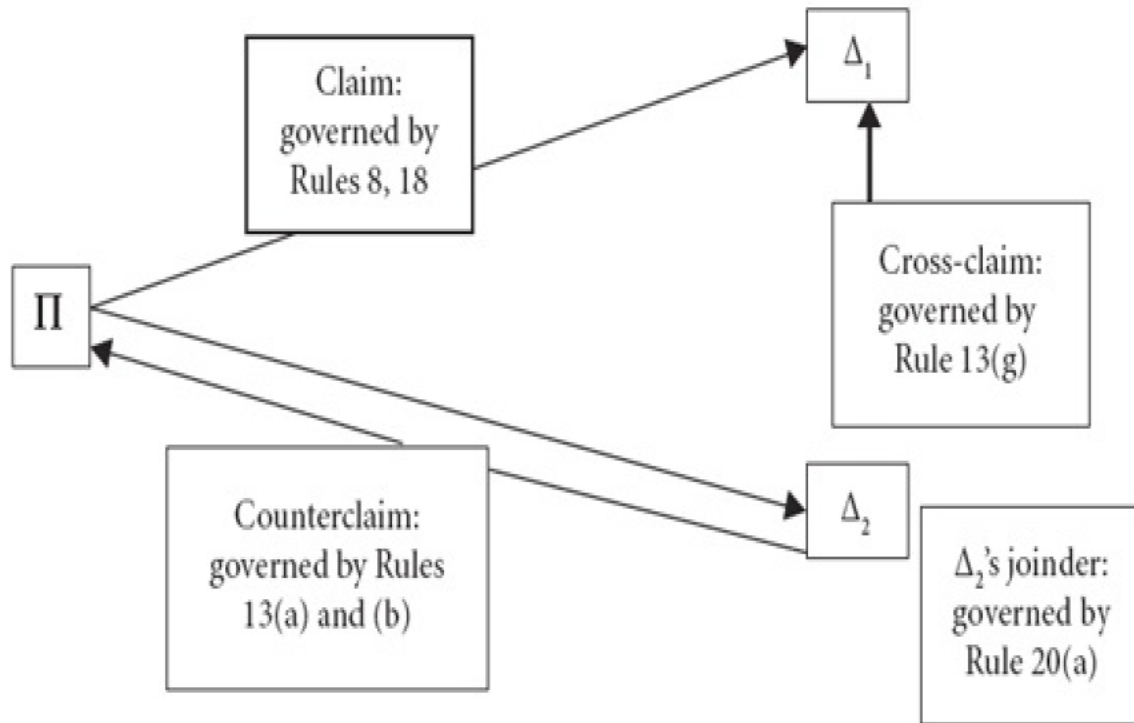 Claim:
governed by
Rules 8, 18
Δ₁
Π
Cross-claim:
governed by
Rule 13(g)
Counterclaim:
governed by Rules
13(a) and (b)
Δ₂
Δ₂'s joinder:
governed by
Rule 20(a)